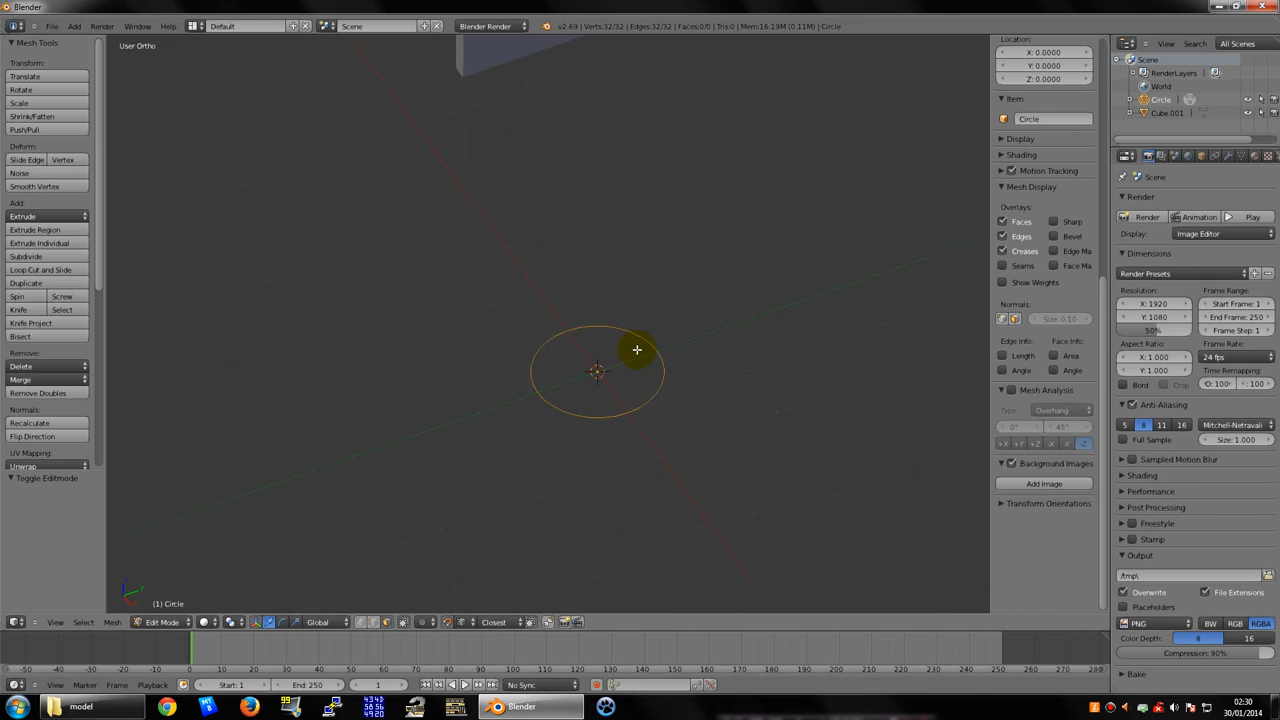 Blender
File Add Render Window Help Default Scene Blender Render v2.69 | Verts:32/32 | Edges:32/32 | Faces:0/0 | Tris:0 | Mem:16.19M (0.11M) | Circle View Search All Scenes
Mesh Tools
Transform:
Translate
Rotate
Scale
Shrink/Fatten
Push/Pull
Deform:
Slide Edge Vertex
Noise
Smooth Vertex
Add:
Extrude
Extrude Region
Extrude Individual
Subdivide
Loop Cut and Slide
Duplicate
Spin Screw
Knife Select
Knife Project
Bisect
Remove:
Delete
Merge
Remove Doubles
Normals:
Recalculate
Flip Direction
UV Mapping:
Unwrap
Toggle Editmode
User Ortho
(1) Circle
Location:
X: 0.0000
Y: 0.0000
Z: 0.0000
Item
Circle
Display
Shading
Motion Tracking
Mesh Display
Overlays:
Faces Sharp
Edges Bevel
Creases Edge Ma
Seams Face Ma
Show Weights
Normals:
Size: 0.10
Edge Info: Face Info:
Length Area
Angle Angle
Mesh Analysis
Type: Overhang
0° 45°
+X +Y +Z -X -Y -Z
Background Images
Add Image
Transform Orientations
Scene
RenderLayers
World
Circle
Cube.001
Scene
Render
Render Animation Play
Display: Image Editor
Dimensions
Render Presets
Resolution: Frame Range:
X: 1920 Start Frame: 1
Y: 1080 End Frame: 250
50% Frame Step: 1
Aspect Ratio: Frame Rate:
X: 1.000 24 fps
Y: 1.000 Time Remapping:
Bord Crop O: 100 : 100
Anti-Aliasing
5 8 11 16 Mitchell-Netravali
Full Sample Size: 1.000
Sampled Motion Blur
Shading
Performance
Post Processing
Freestyle
Stamp
Output
/tmp\
Overwrite File Extensions
Placeholders
PNG BW RGB RGBA
Color Depth: 8 16
Compression: 90%
Bake
View Select Mesh Edit Mode Global Closest
-50 -40 -30 -20 -10 0 10 20 30 40 50 60 70 80 90 100 110 120 130 140 150 160 170 180 190 200 210 220 230 240 250 260 270 280
View Marker Frame Playback Start: 1 End: 250 1 No Sync
model Blender
02:30
30/01/2014